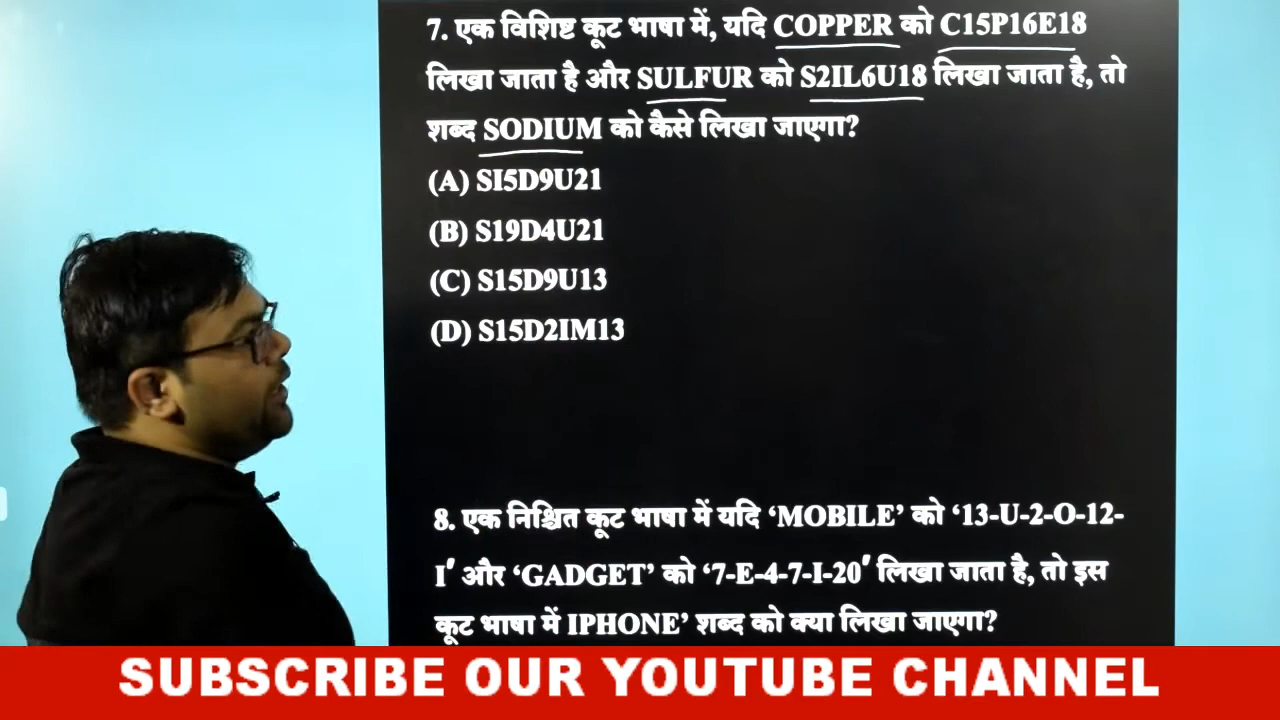 7. एक विशिष्ट कूट भाषा में, यदि COPPER को C15P16E18
लिखा जाता है और SULFUR को S2IL6U18 लिखा जाता है, तो
शब्द SODIUM को कैसे लिखा जाएगा?
(A) SI5D9U21
(B) S19D4U21
(C) S15D9U13
(D) S15D2IM13
8. एक निश्चित कूट भाषा में यदि ‘MOBILE’ को ‘13-U-2-O-12-
I′ और ‘GADGET’ को ‘7-E-4-7-I-20′ लिखा जाता है, तो इस
कूट भाषा में IPHONE’ शब्द को क्या लिखा जाएगा?
SUBSCRIBE OUR YOUTUBE CHANNEL